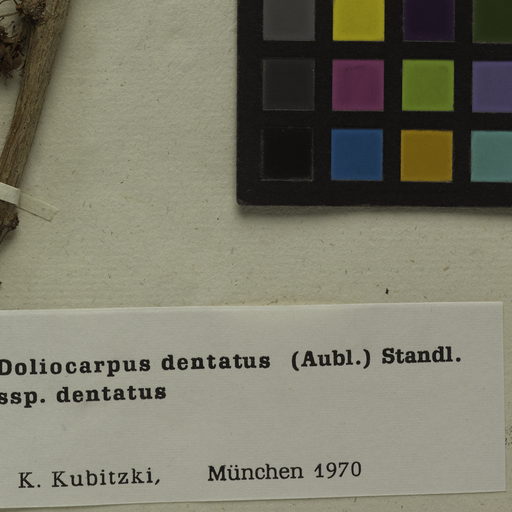 Doliocarpus dentatus (Aubl.) Standl.
ssp. dentatus
K. Kubitzki, München 1970